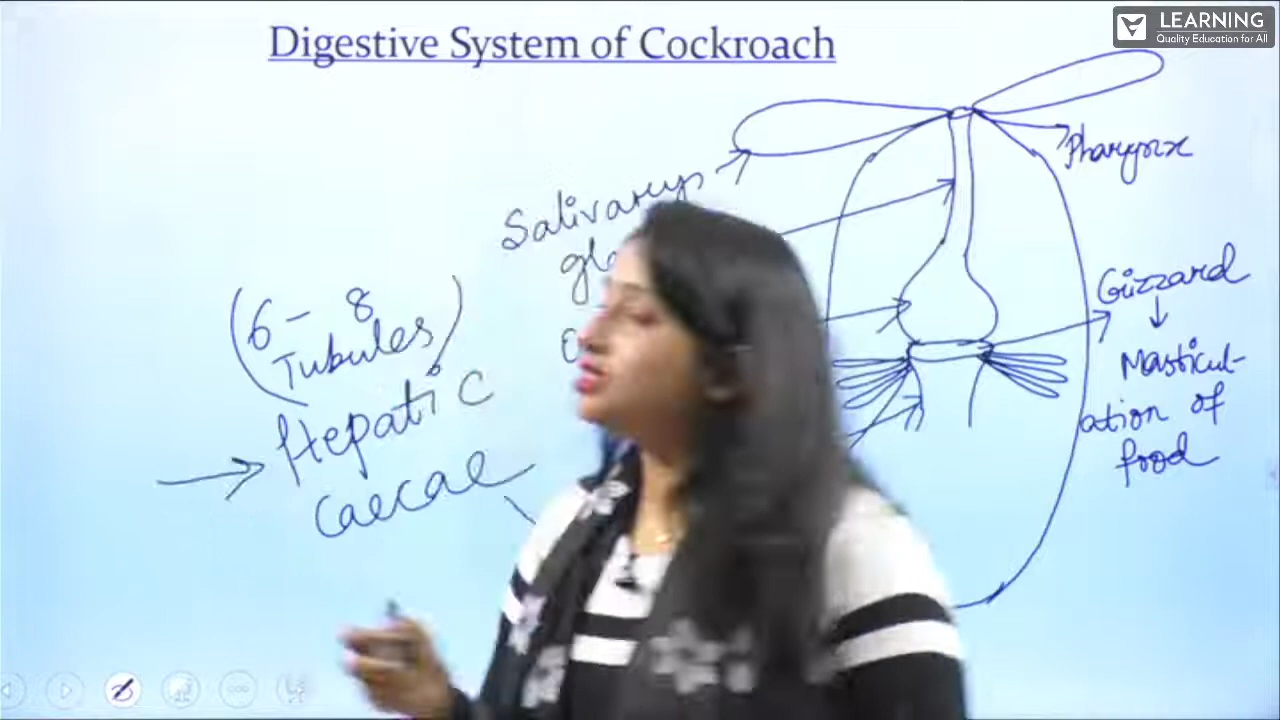 LEARNING
Quality Education for All
Digestive System of Cockroach
Pharynx
Salivary
Gizzard
Masticul-
ation of
food
(6-8
Tubules)
Hepatic
caecae